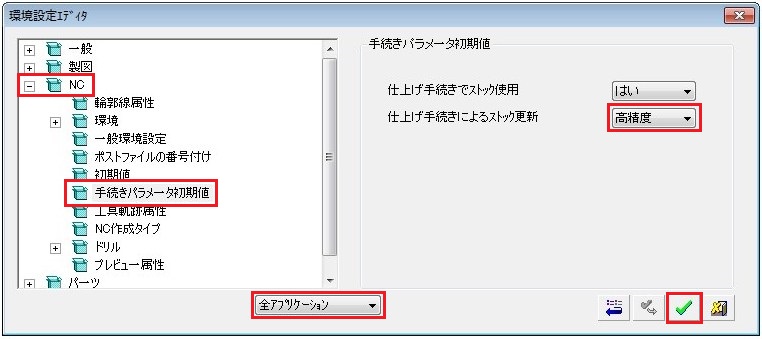 環境設定ｴﾃﾞｨﾀ
一般
製図
NC
輪郭線属性
環境
一般環境設定
ポストファイルの番号付け
初期値
手続きパラメータ初期値
工具軌跡属性
NC作成タイプ
ドリル
プレビュー属性
パーツ
手続きパラメータ初期値
仕上げ手続きでストック使用 はい
仕上げ手続きによるストック更新 高精度
全アプリケーション